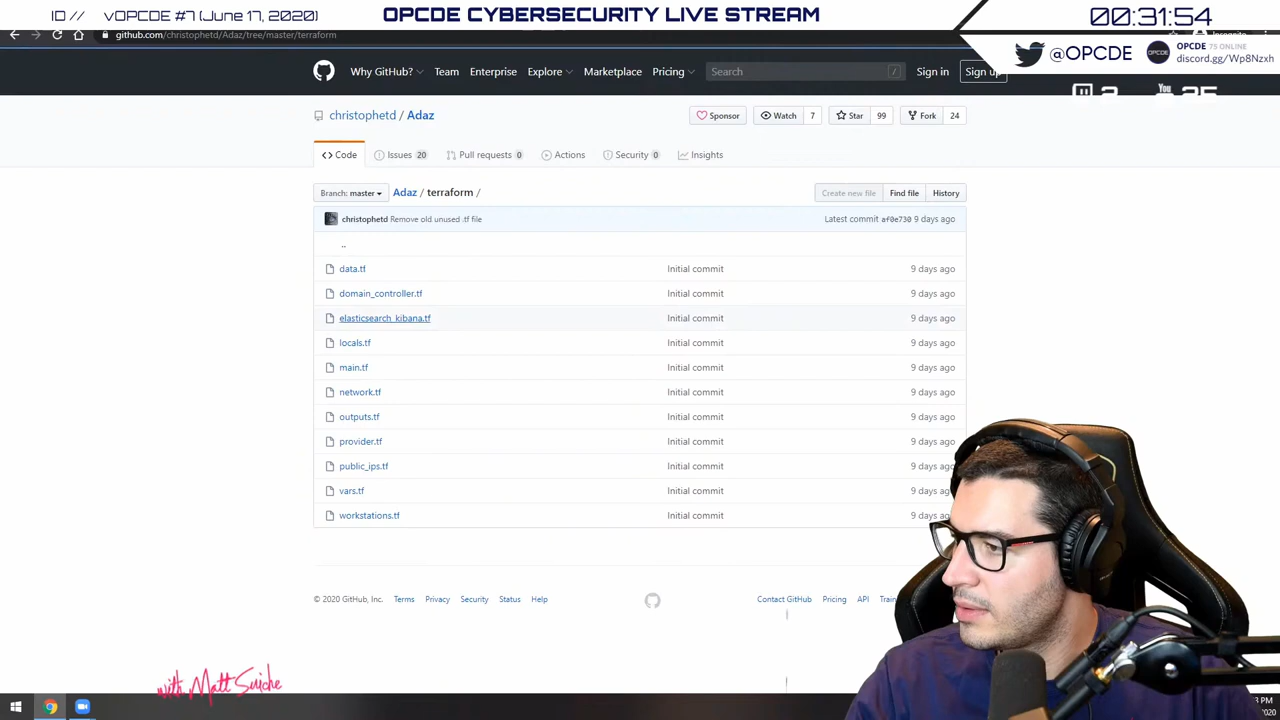 ID // vOPCDE #7 (June 17, 2020)
OPCDE CYBERSECURITY LIVE STREAM
00:31:54
github.com/christophetd/Adaz/tree/master/terraform
@OPCDE
OPCDE 75 ONLINE
discord.gg/Wp8Nzxh
Why GitHub? Team Enterprise Explore Marketplace Pricing Search / Sign in Sign up
christophetd / Adaz
Sponsor Watch 7 Star 99 Fork 24
Code Issues 20 Pull requests 0 Actions Security 0 Insights
Branch: master Adaz / terraform / Create new file Find file History
christophetd Remove old unused .tf file Latest commit af0e730 9 days ago
..
data.tf Initial commit 9 days ago
domain_controller.tf Initial commit 9 days ago
elasticsearch_kibana.tf Initial commit 9 days ago
locals.tf Initial commit 9 days ago
main.tf Initial commit 9 days ago
network.tf Initial commit 9 days ago
outputs.tf Initial commit 9 days ago
provider.tf Initial commit 9 days ago
public_ips.tf Initial commit 9 days ago
vars.tf Initial commit 9 days ago
workstations.tf Initial commit 9 days ago
© 2020 GitHub, Inc. Terms Privacy Security Status Help Contact GitHub Pricing API
with Matt Suiche